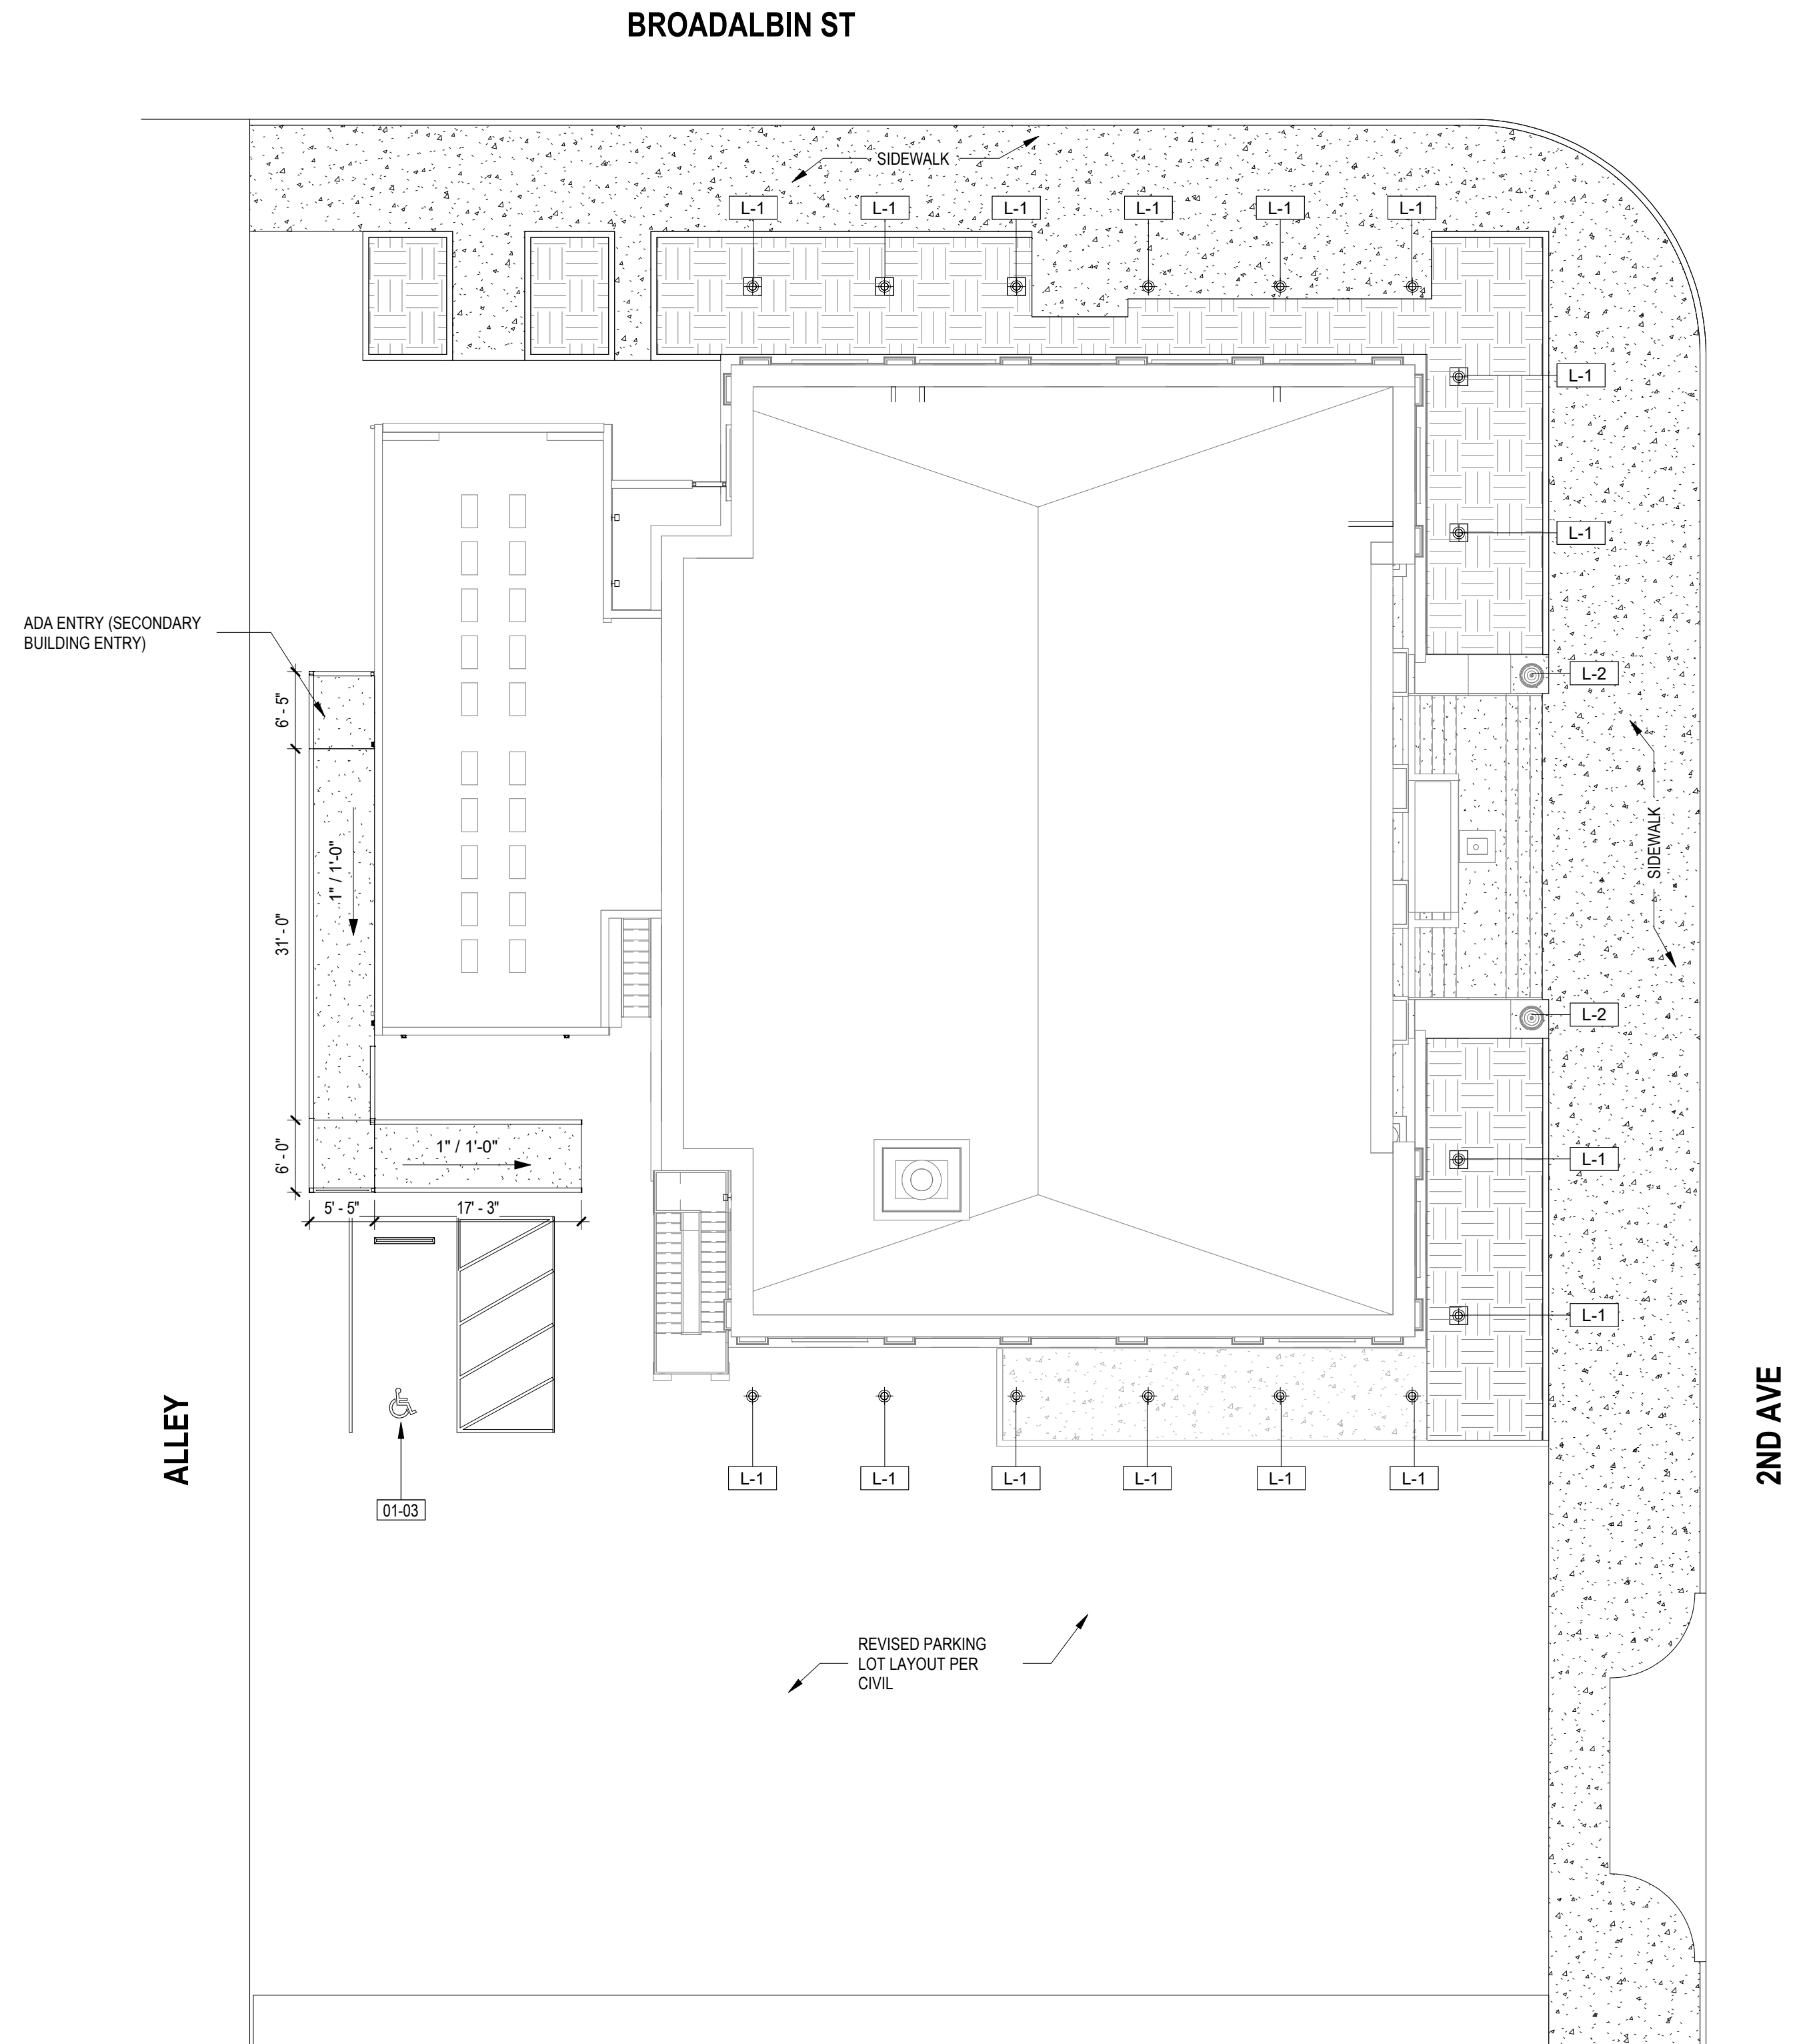 BROADALBIN ST
SIDEWALK
L-1
L-1
L-1
L-1
L-1
L-1
L-1
L-1
ADA ENTRY (SECONDARY
BUILDING ENTRY)
L-2
6' - 5"
1" / 1'-0"
SIDEWALK
31' - 0"
L-2
1" / 1'-0"
6' - 0"
L-1
5' - 5"
17' - 3"
L-1
ALLEY
2ND AVE
L-1
L-1
L-1
L-1
L-1
L-1
01-03
REVISED PARKING
LOT LAYOUT PER
CIVIL